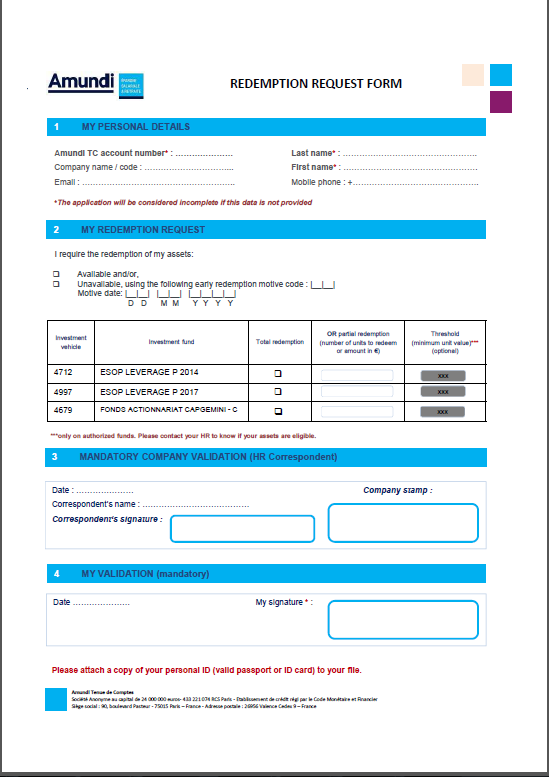 Amundi
ÉPARGNE
SALARIALE
& RETRAITE
REDEMPTION REQUEST FORM
1 MY PERSONAL DETAILS
Amundi TC account number* : ………………… Last name* : …………………………………………
Company name / code : ………………………….. First name* : …………………………………………
Email : ……………………………………………… Mobile phone : +………………………………………
*The application will be considered incomplete if this data is not provided
2 MY REDEMPTION REQUEST
I require the redemption of my assets:
❑ Available and/or,
❑ Unavailable, using the following early redemption motive code : |__|__|
Motive date: |__|__| |__|__| |__|__|__|__|
D D M M Y Y Y Y
Investment vehicle Investment fund Total redemption OR partial redemption (number of units to redeem or amount in €) Threshold (minimum unit value)*** (optional)
4712 ESOP LEVERAGE P 2014 ❑ xxx
4997 ESOP LEVERAGE P 2017 ❑ xxx
4679 FONDS ACTIONNARIAT CAPGEMINI - C ❑ xxx
***only on authorized funds. Please contact your HR to know if your assets are eligible.
3 MANDATORY COMPANY VALIDATION (HR Correspondent)
Date : ………………… Company stamp :
Correspondent's name : …………………………………
Correspondent's signature :
4 MY VALIDATION (mandatory)
Date ………………… My signature * :
Please attach a copy of your personal ID (valid passport or ID card) to your file.
Amundi Tenue de Comptes
Société Anonyme au capital de 24 000 000 euros- 433 221 074 RCS Paris - Etablissement de crédit régi par le Code Monétaire et Financier
Siège social : 90, boulevard Pasteur - 75015 Paris – France - Adresse postale : 26956 Valence Cedex 9 – France